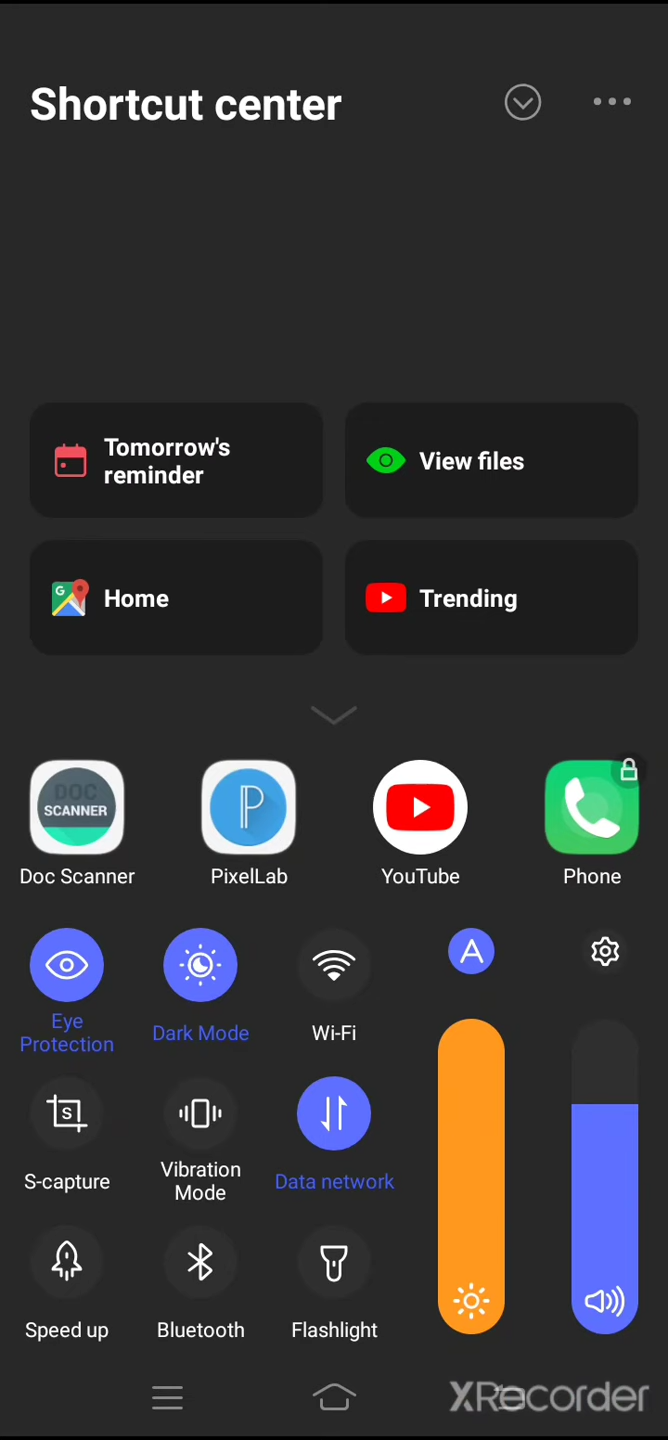 Shortcut center
Tomorrow's
reminder
View files
Home
Trending
DOC
SCANNER
Doc Scanner
PixelLab
YouTube
Phone
A
Eye
Protection
Dark Mode
Wi-Fi
S
S-capture
Vibration
Mode
Data network
Speed up
Bluetooth
Flashlight
XRecorder